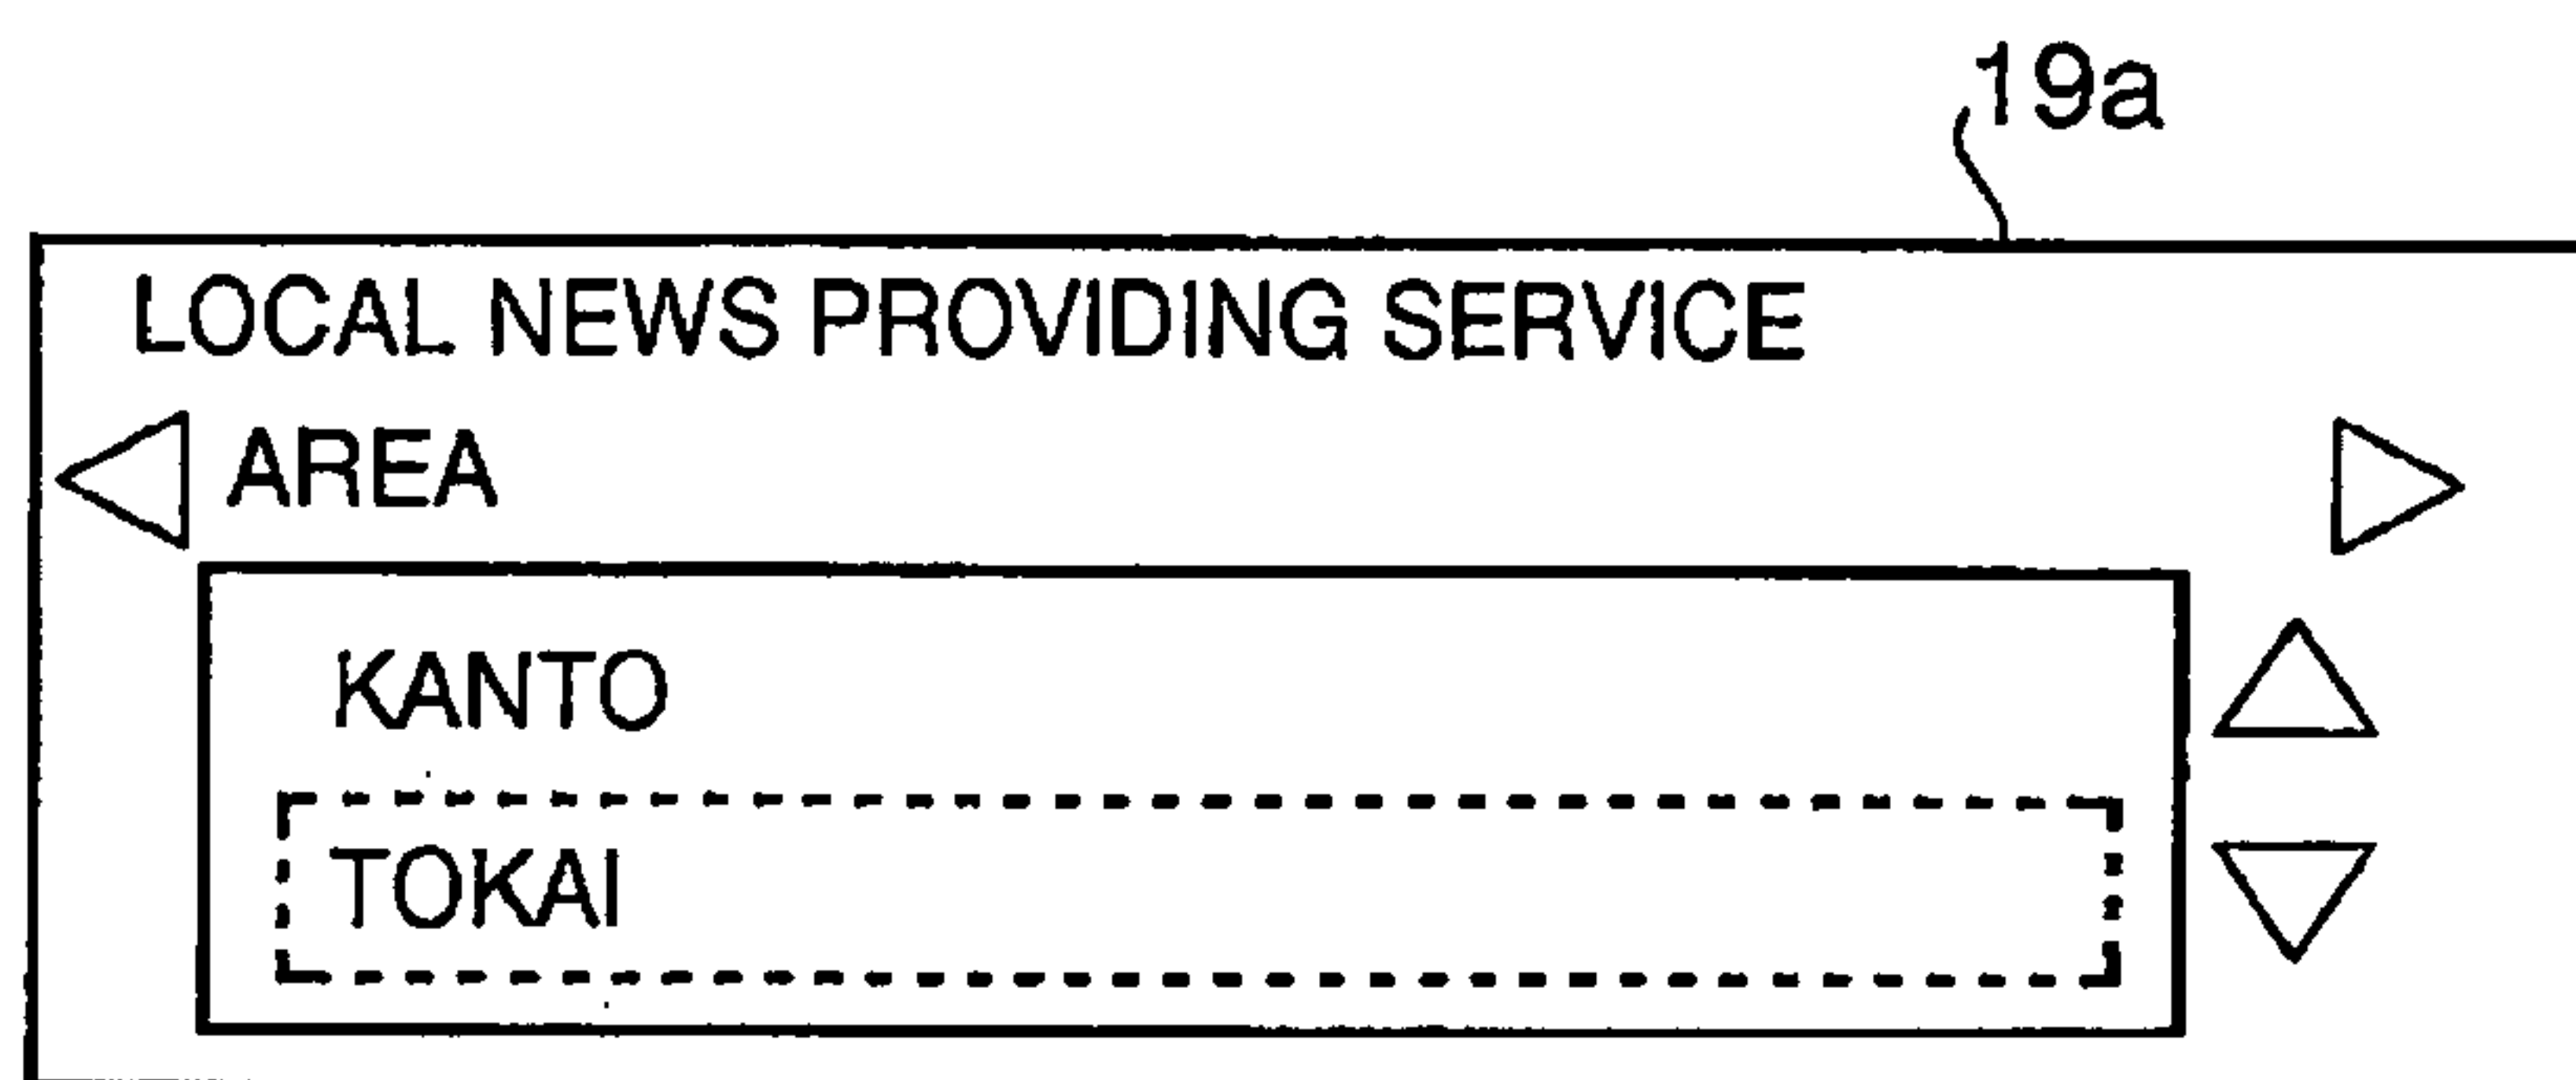 19a
LOCAL NEWS PROVIDING SERVICE
AREA
KANTO
TOKAI